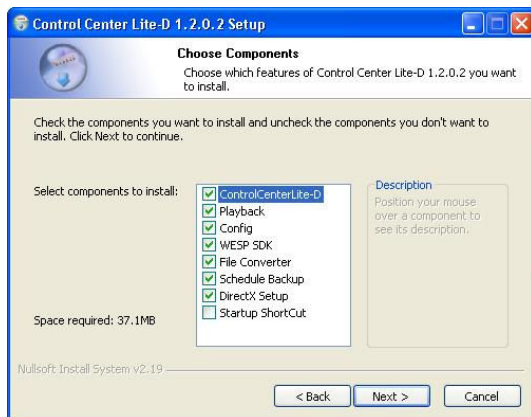 Control Center Lite-D 1.2.0.2 Setup
Choose Components
Choose which features of Control Center Lite-D 1.2.0.2 you want
to install.
Check the components you want to install and uncheck the components you don't want to
install. Click Next to continue.
Select components to install:
ControlCenterLite-D
Playback
Config
WESP SDK
File Converter
Schedule Backup
DirectX Setup
Startup ShortCut
Description
Position your mouse
over a component to
see its description.
Space required: 37.1MB
Nullsoft Install System v2.19
< Back
Next >
Cancel